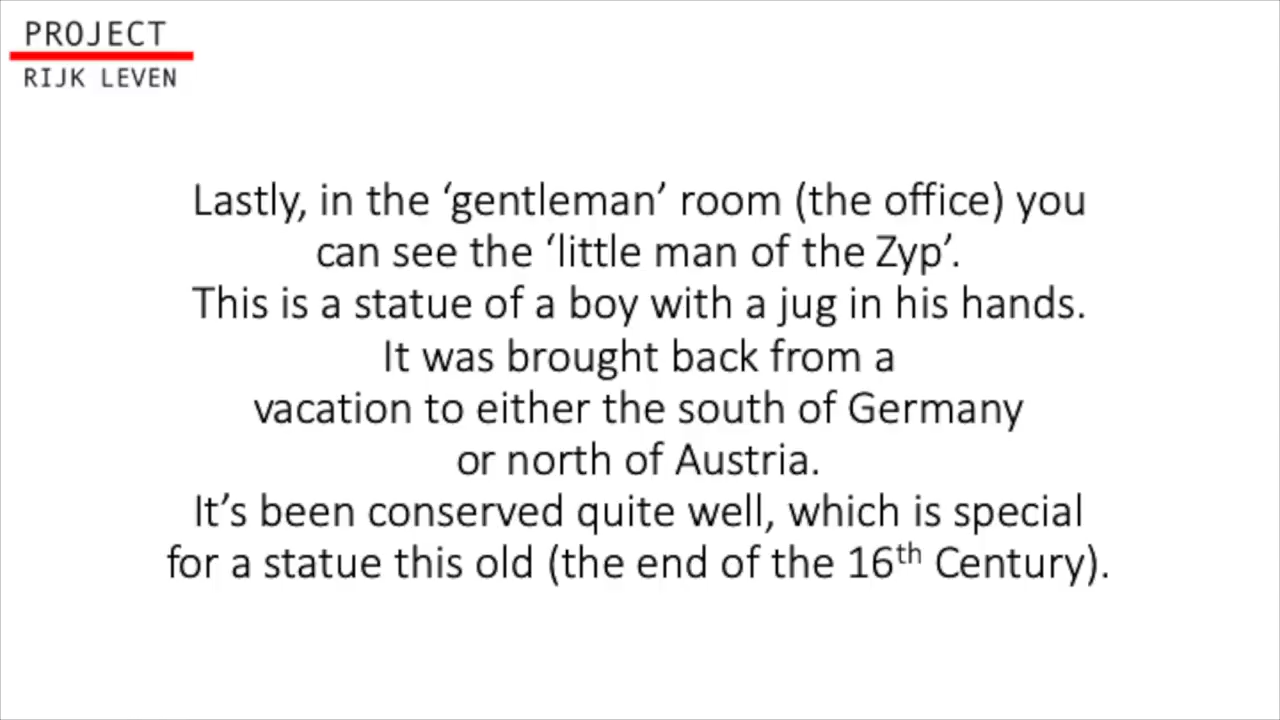 PROJECT
RIJK LEVEN
Lastly, in the ‘gentleman’ room (the office) you
can see the ‘little man of the Zyp’.
This is a statue of a boy with a jug in his hands.
It was brought back from a
vacation to either the south of Germany
or north of Austria.
It’s been conserved quite well, which is special
for a statue this old (the end of the 16th Century).